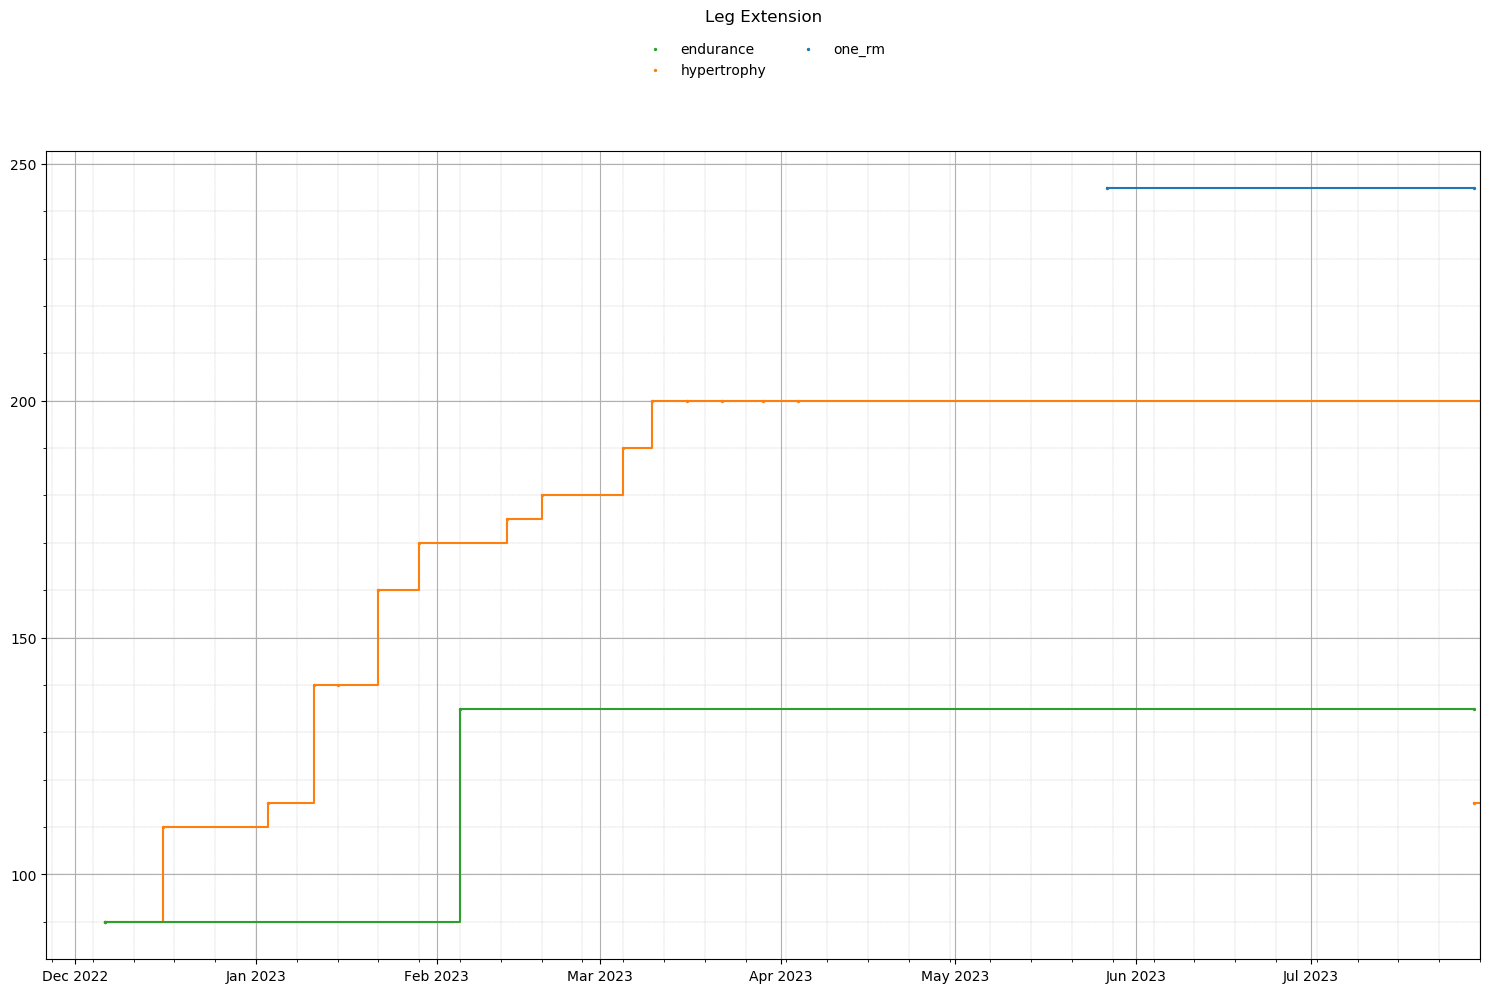 Leg Extension
endurance
hypertrophy
one_rm
250
200
150
100
Dec 2022
Jan 2023
Feb 2023
Mar 2023
Apr 2023
May 2023
Jun 2023
Jul 2023